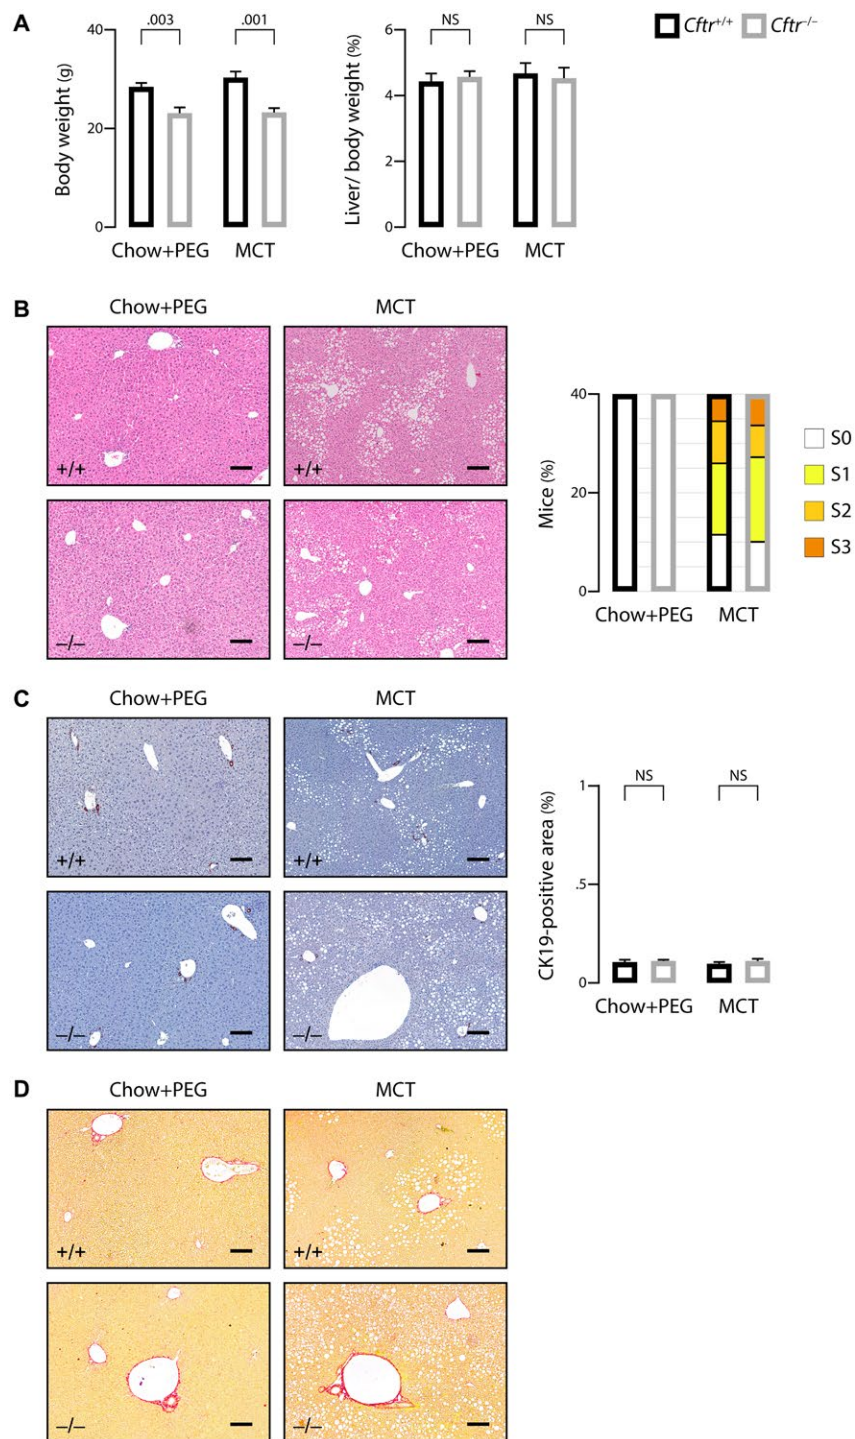 A
.003
.001
NS
NS
Cftr+/+
Cftr–/–
Body weight (g)
40
20
0
Chow+PEG
MCT
Liver/ body weight (%)
6
4
2
0
Chow+PEG
MCT
B
Chow+PEG
MCT
+/+
+/+
–/–
–/–
Mice (%)
40
20
0
Chow+PEG
MCT
S0
S1
S2
S3
C
Chow+PEG
MCT
+/+
+/+
–/–
–/–
CK19-positive area (%)
1
.5
0
NS
NS
Chow+PEG
MCT
D
Chow+PEG
MCT
+/+
+/+
–/–
–/–